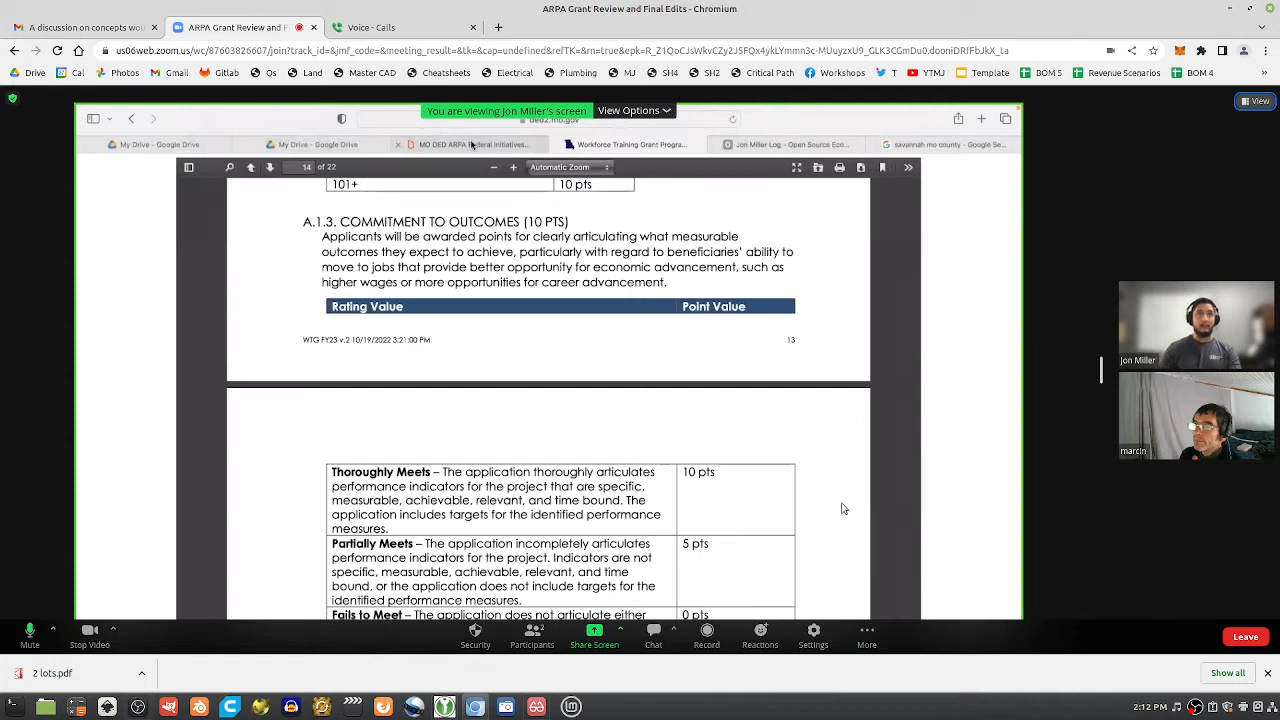 ARPA Grant Review and Final Edits - Chromium
A discussion on concepts wou
ARPA Grant Review and F
Voice - Calls
us06web.zoom.us/wc/87603826607/join?track_id=&jmf_code=&meeting_result=&tk=&cap=undefined&refTK=&rn=true&epk=
Drive
Cal
Photos
Gmail
Gitlab
Qs
Land
Master CAD
Cheatsheets
Electrical
Plumbing
MJ
SH4
SH2
Critical Path
Workshops
T
YTMJ
Template
BOM 5
Revenue Scenarios
BOM 4
You are viewing Jon Miller's screen
View Options
View
ded2.mo.gov
My Drive - Google Drive
My Drive - Google Drive
MO DED ARPA Federal Initiatives...
Workforce Training Grant Progra...
Jon Miller Log - Open Source Eco...
savannah mo county - Google Se...
14 of 22
Automatic Zoom
101+
10 pts
A.1.3. COMMITMENT TO OUTCOMES (10 PTS)
Applicants will be awarded points for clearly articulating what measurable
outcomes they expect to achieve, particularly with regard to beneficiaries' ability to
move to jobs that provide better opportunity for economic advancement, such as
higher wages or more opportunities for career advancement.
Rating Value
Point Value
WTG FY23 v.2 10/19/2022 3:21:00 PM
13
Thoroughly Meets – The application thoroughly articulates
performance indicators for the project that are specific,
measurable, achievable, relevant, and time bound. The
application includes targets for the identified performance
measures.
10 pts
Partially Meets – The application incompletely articulates
performance indicators for the project. Indicators are not
specific, measurable, achievable, relevant, and time
bound, or the application does not include targets for the
identified performance measures.
5 pts
Fails to Meet – The application does not articulate either
0 pts
Jon Miller
marcin
Mute
Stop Video
Security
2
Participants
Share Screen
Chat
Record
Reactions
Settings
More
Leave
2 lots.pdf
Show all
2:12 PM